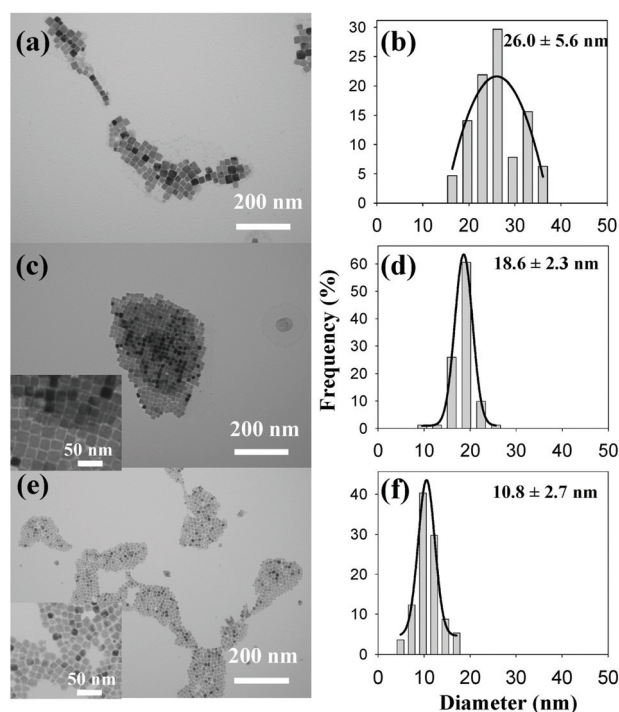 (a)
200 nm
(b)
26.0 ± 5.6 nm
30
25
20
15
10
5
0
0 10 20 30 40 50
(c)
50 nm
200 nm
(d)
18.6 ± 2.3 nm
60
50
40
30
20
10
0
0 10 20 30 40 50
Frequency (%)
(e)
50 nm
200 nm
(f)
10.8 ± 2.7 nm
40
30
20
10
0
0 10 20 30 40 50
Diameter (nm)